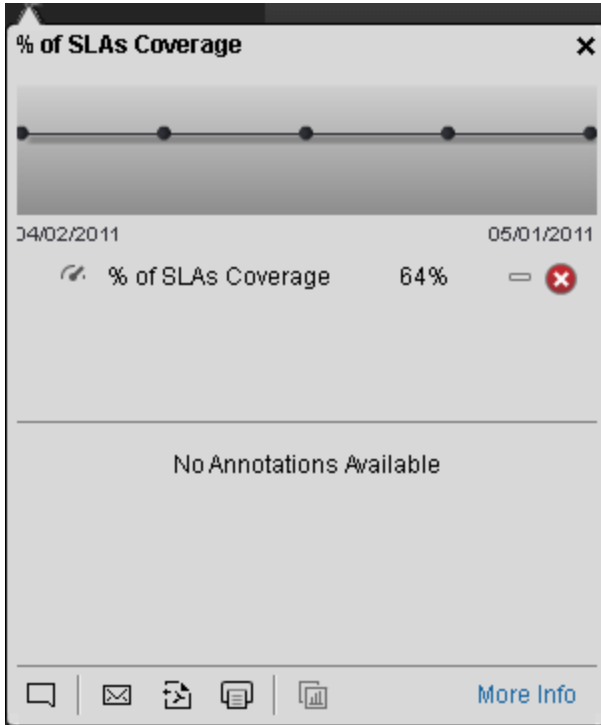 % of SLAs Coverage
04/02/2011 05/01/2011
% of SLAs Coverage 64%
No Annotations Available
More Info